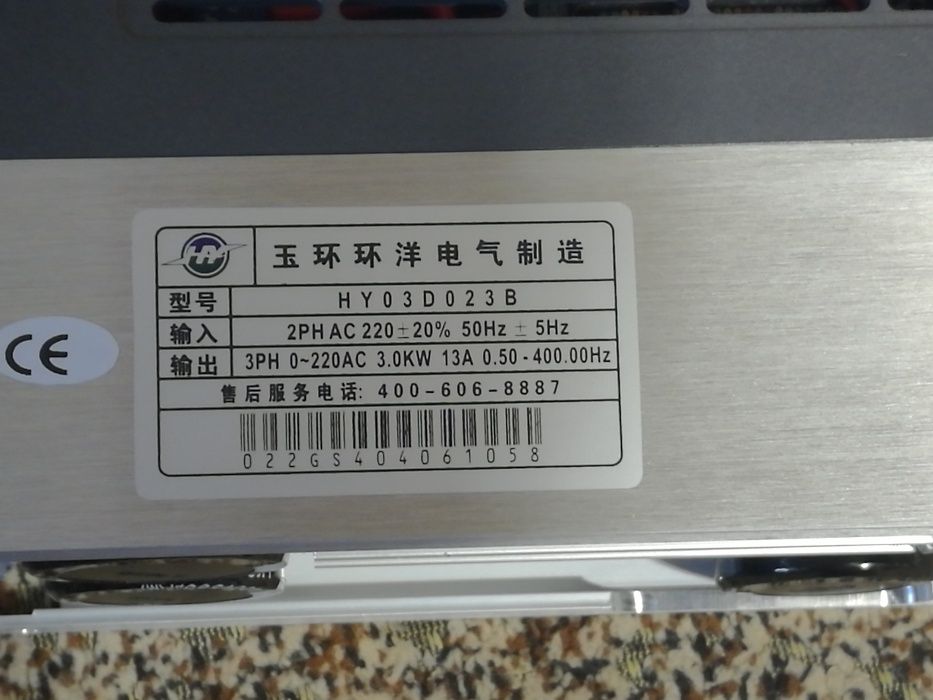 玉环环洋电气制造
型号 HY03D023B
输入 2PH AC 220±20% 50Hz ± 5Hz
输出 3PH 0~220AC 3.0KW 13A 0.50-400.00Hz
售后服务电话: 400-606-8887
022GS404061058
CE